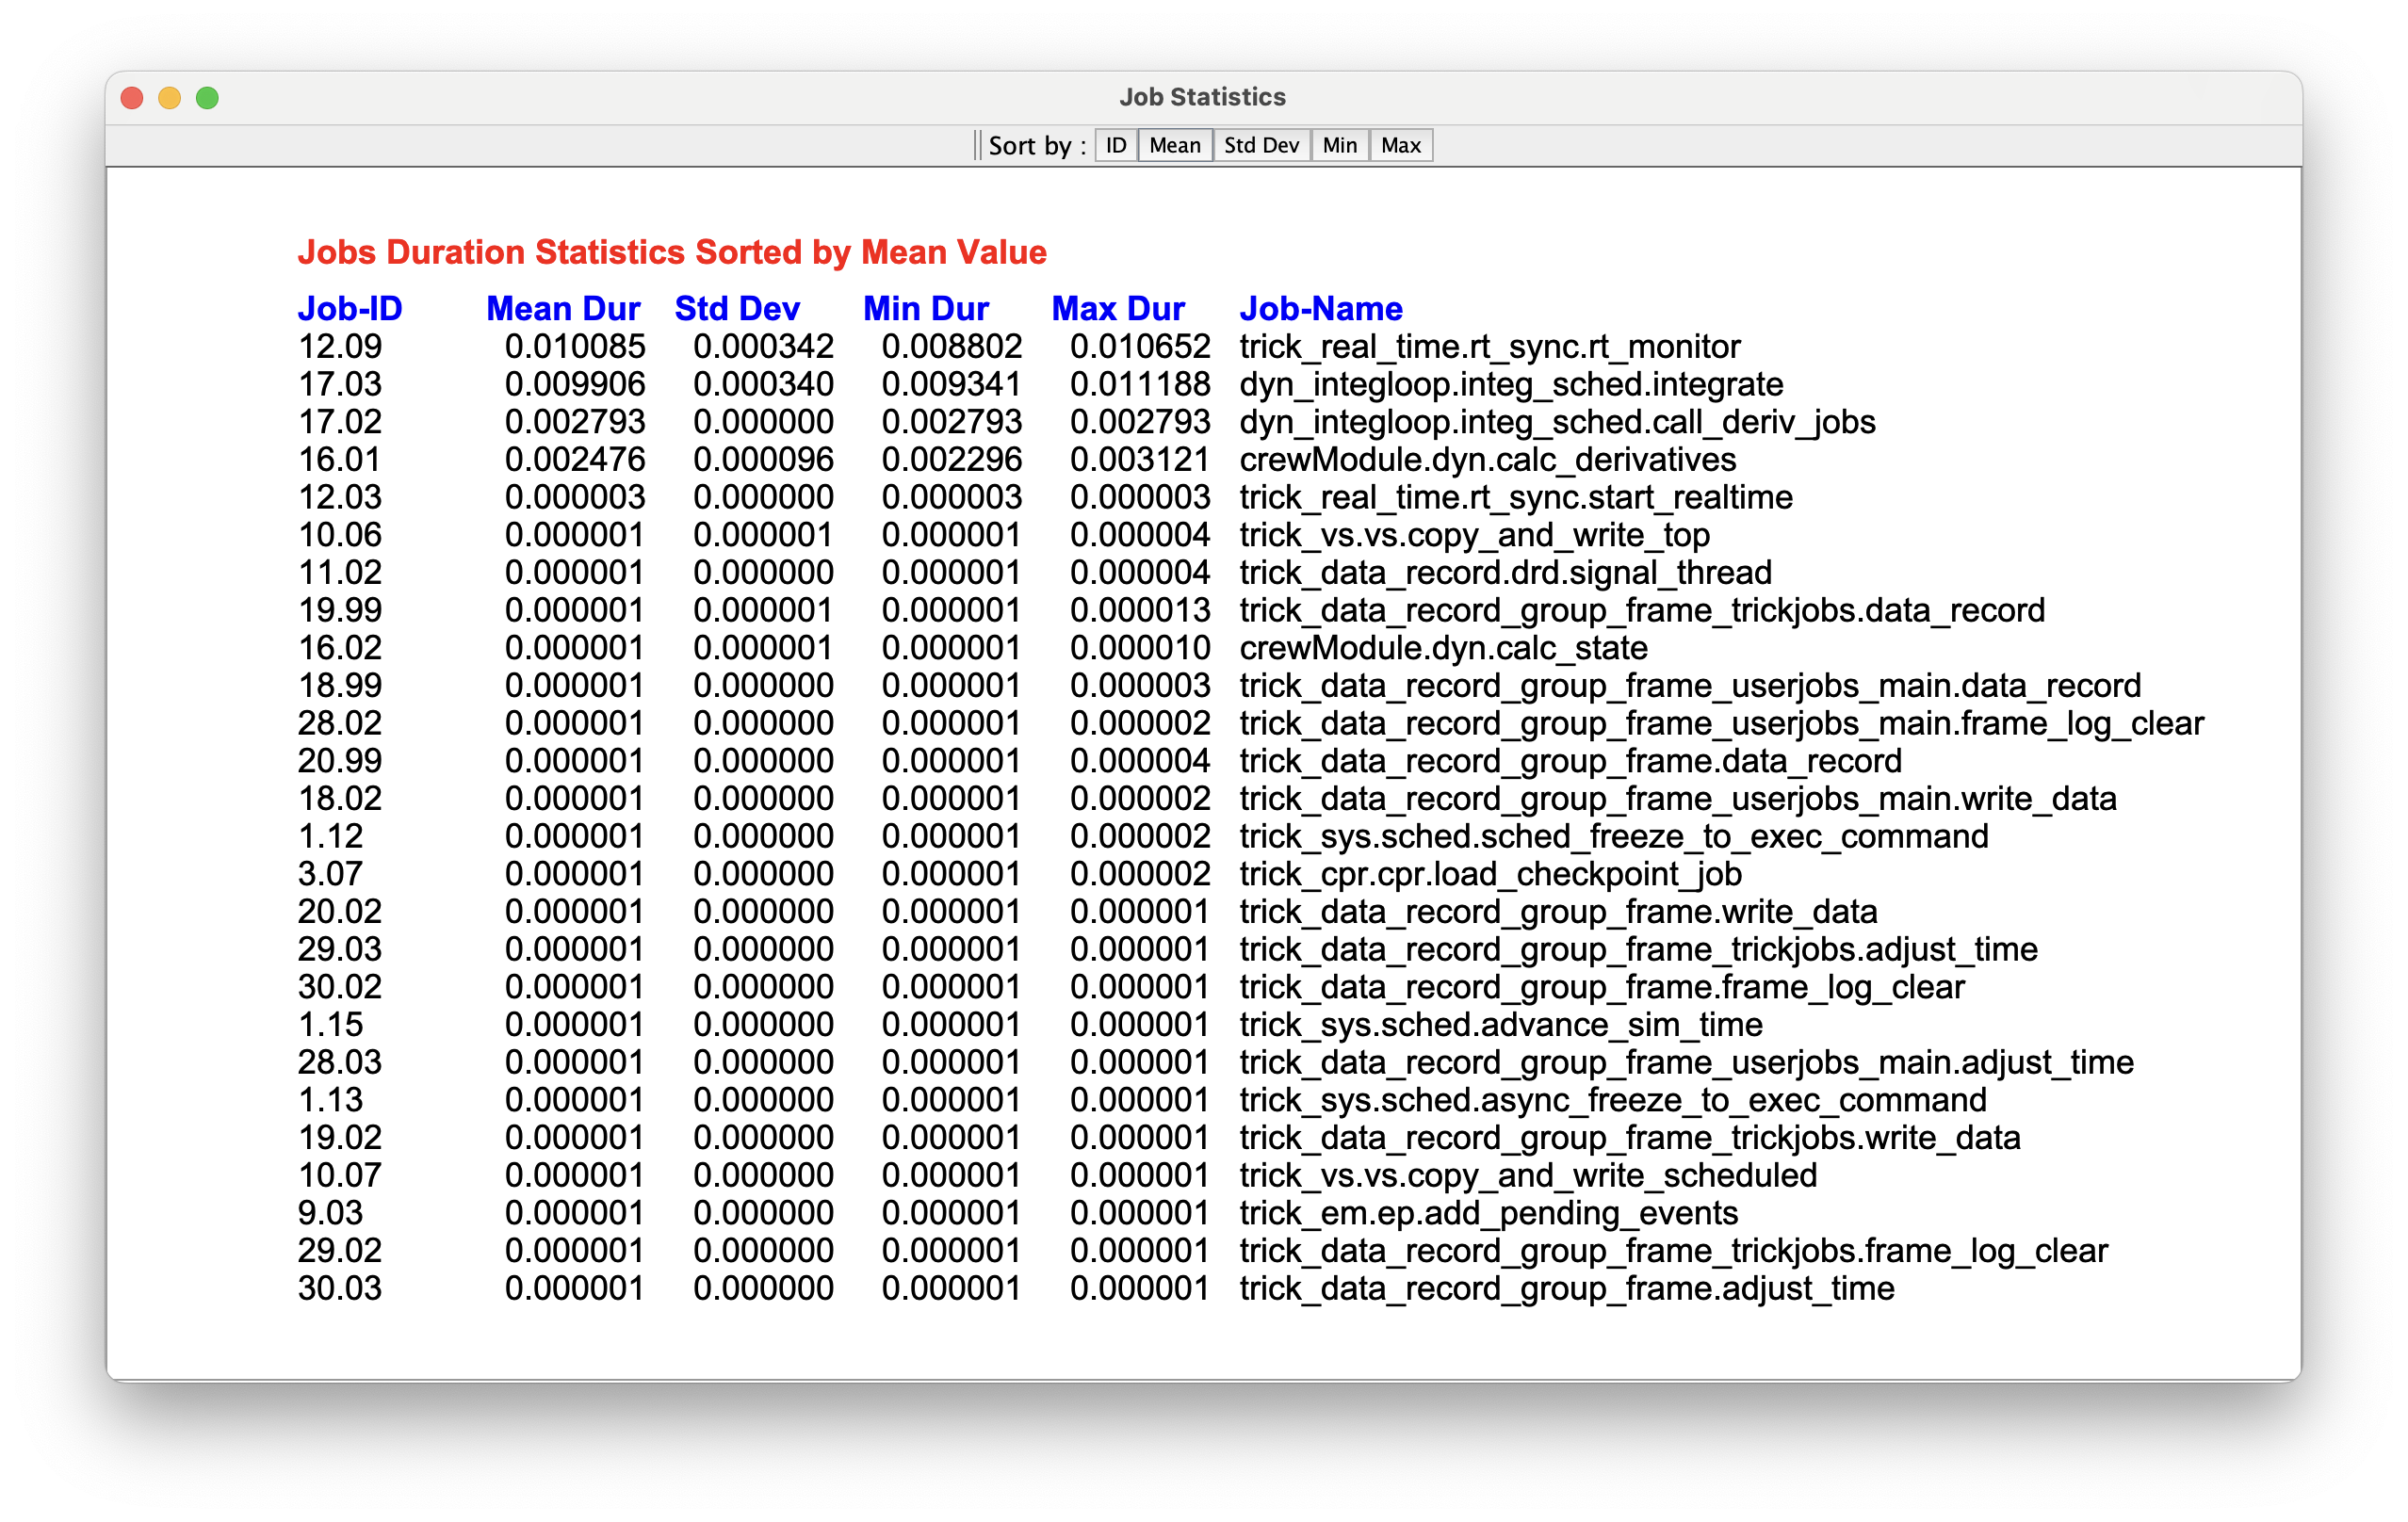 Job Statistics
Sort by : ID Mean Std Dev Min Max
Jobs Duration Statistics Sorted by Mean Value
Job-ID Mean Dur Std Dev Min Dur Max Dur Job-Name
12.09 0.010085 0.000342 0.008802 0.010652 trick_real_time.rt_sync.rt_monitor
17.03 0.009906 0.000340 0.009341 0.011188 dyn_integloop.integ_sched.integrate
17.02 0.002793 0.000000 0.002793 0.002793 dyn_integloop.integ_sched.call_deriv_jobs
16.01 0.002476 0.000096 0.002296 0.003121 crewModule.dyn.calc_derivatives
12.03 0.000003 0.000000 0.000003 0.000003 trick_real_time.rt_sync.start_realtime
10.06 0.000001 0.000001 0.000001 0.000004 trick_vs.vs.copy_and_write_top
11.02 0.000001 0.000000 0.000001 0.000004 trick_data_record.drd.signal_thread
19.99 0.000001 0.000001 0.000001 0.000013 trick_data_record_group_frame_trickjobs.data_record
16.02 0.000001 0.000001 0.000001 0.000010 crewModule.dyn.calc_state
18.99 0.000001 0.000000 0.000001 0.000003 trick_data_record_group_frame_userjobs_main.data_record
28.02 0.000001 0.000000 0.000001 0.000002 trick_data_record_group_frame_userjobs_main.frame_log_clear
20.99 0.000001 0.000000 0.000001 0.000004 trick_data_record_group_frame.data_record
18.02 0.000001 0.000000 0.000001 0.000002 trick_data_record_group_frame_userjobs_main.write_data
1.12 0.000001 0.000000 0.000001 0.000002 trick_sys.sched.sched_freeze_to_exec_command
3.07 0.000001 0.000000 0.000001 0.000002 trick_cpr.cpr.load_checkpoint_job
20.02 0.000001 0.000000 0.000001 0.000001 trick_data_record_group_frame.write_data
29.03 0.000001 0.000000 0.000001 0.000001 trick_data_record_group_frame_trickjobs.adjust_time
30.02 0.000001 0.000000 0.000001 0.000001 trick_data_record_group_frame.frame_log_clear
1.15 0.000001 0.000000 0.000001 0.000001 trick_sys.sched.advance_sim_time
28.03 0.000001 0.000000 0.000001 0.000001 trick_data_record_group_frame_userjobs_main.adjust_time
1.13 0.000001 0.000000 0.000001 0.000001 trick_sys.sched.async_freeze_to_exec_command
19.02 0.000001 0.000000 0.000001 0.000001 trick_data_record_group_frame_trickjobs.write_data
10.07 0.000001 0.000000 0.000001 0.000001 trick_vs.vs.copy_and_write_scheduled
9.03 0.000001 0.000000 0.000001 0.000001 trick_em.ep.add_pending_events
29.02 0.000001 0.000000 0.000001 0.000001 trick_data_record_group_frame_trickjobs.frame_log_clear
30.03 0.000001 0.000000 0.000001 0.000001 trick_data_record_group_frame.adjust_time